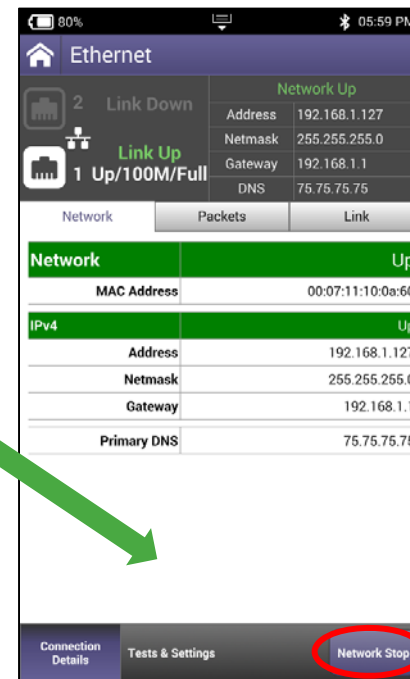 80% 05:59 PM
Ethernet
2 Link Down
Link Up
1 Up/100M/Full
Network Up
Address 192.168.1.127
Netmask 255.255.255.0
Gateway 192.168.1.1
DNS 75.75.75.75
Network Packets Link
Network Up
MAC Address 00:07:11:10:0a:60
IPv4 Up
Address 192.168.1.127
Netmask 255.255.255.0
Gateway 192.168.1.1
Primary DNS 75.75.75.75
Connection
Details
Tests & Settings
Network Stop